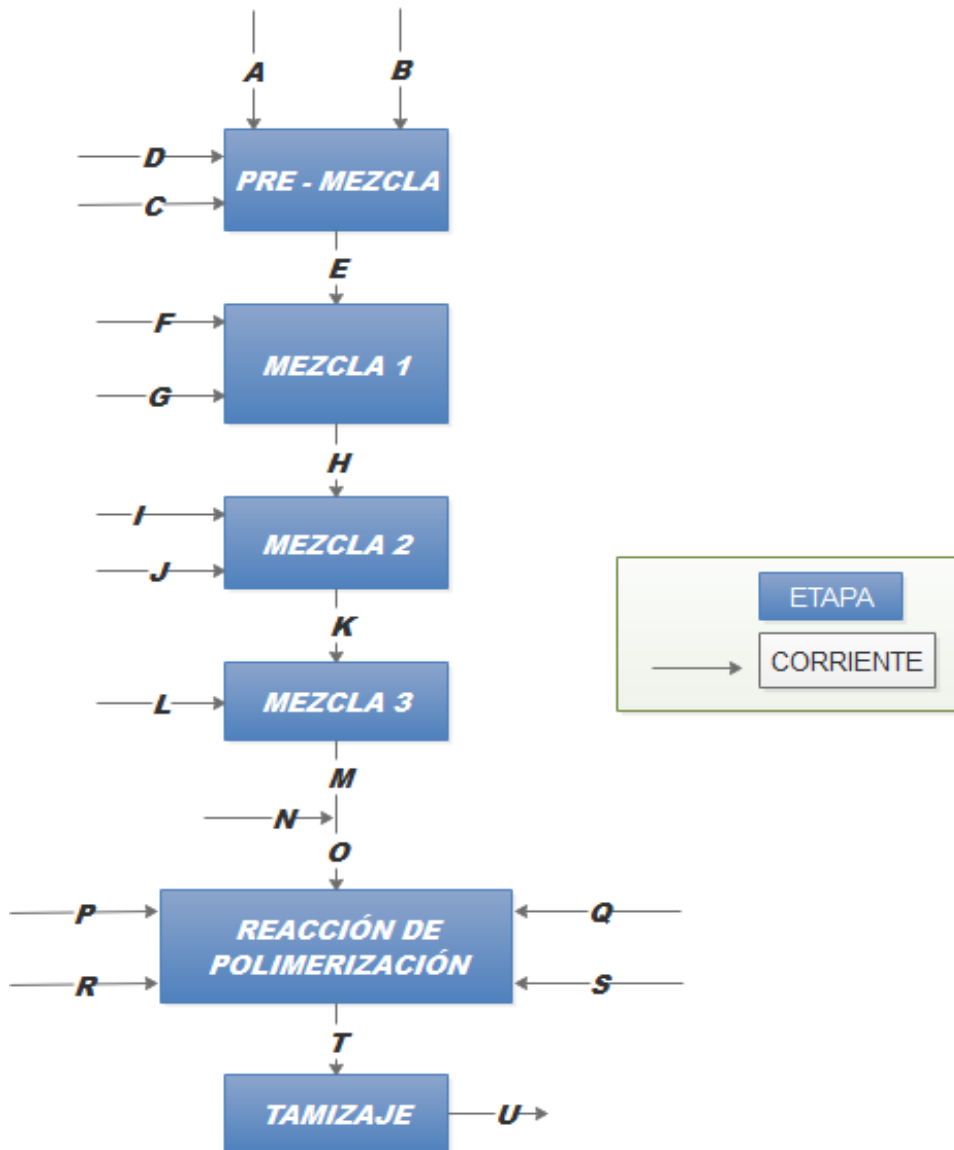 A
B
D
PRE - MEZCLA
C
E
F
MEZCLA 1
G
H
I
MEZCLA 2
J
ETAPA
K
CORRIENTE
L
MEZCLA 3
M
N
O
P
REACCIÓN DE
POLIMERIZACIÓN
Q
R
S
T
TAMIZAJE
U